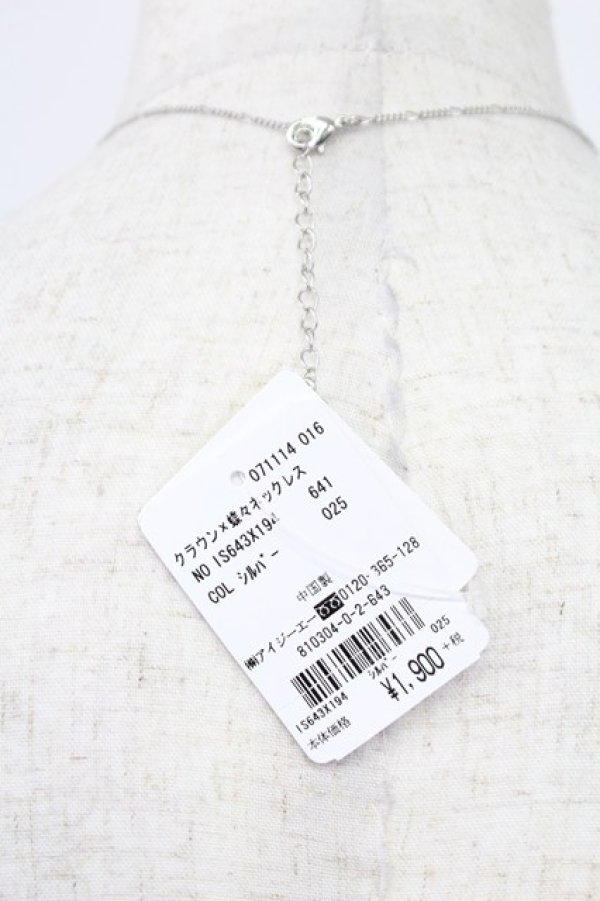 071114 016
クラウン×蝶々ネックレス
NO IS643X194 641
COL シルバー 025
中国製
㈱アイジーエー 0120-365-128
810304-0-2-643
IS643X194 シルバー 025
本体価格 ¥1,900 +税